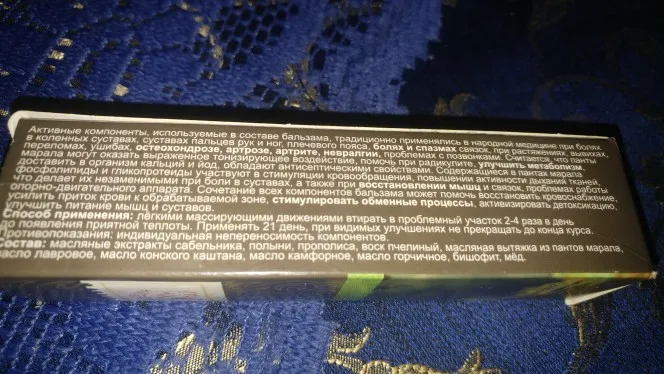 Активные компоненты, используемые в составе бальзама, традиционно применялись в народной медицине при болях
в коленных суставах, суставах пальцев рук и ног, плечевого пояса, болях и спазмах связок, при растяжениях, вывихах,
переломах, ушибах, остеохондрозе, артрозе, артрите, невралгии, проблемах с позвонками. Считается, что панты
марала могут оказать выраженное тонизирующее воздействие, помочь при радикулите, улучшить метаболизм,
доставить в организм кальций и йод, обладают антисептическими свойствами. Содержащиеся в пантах марала
фосфолипиды и гликопротеиды участвуют в стимуляции кровообращения, повышении активности дыхания тканей,
что делает их незаменимыми при боли в суставах, а также при восстановлении мышц и связок, проблемах работы
опорно-двигательного аппарата. Сочетание всех компонентов бальзама может помочь восстановить кровоснабжение,
усилить приток крови к обрабатываемой зоне, стимулировать обменные процессы, активизировать детоксикацию,
улучшить питание мышц и суставов.
Способ применения: лёгкими массирующими движениями втирать в проблемный участок 2-4 раза в день
до появления приятной теплоты. Применять 21 день, при видимых улучшениях не прекращать до конца курса.
Противопоказания: индивидуальная непереносимость компонентов.
Состав: масляные экстракты сабельника, полыни, прополиса, воск пчелиный, масляная вытяжка из пантов марала,
масло лавровое, масло конского каштана, масло камфорное, масло горчичное, бишофит, мёд.